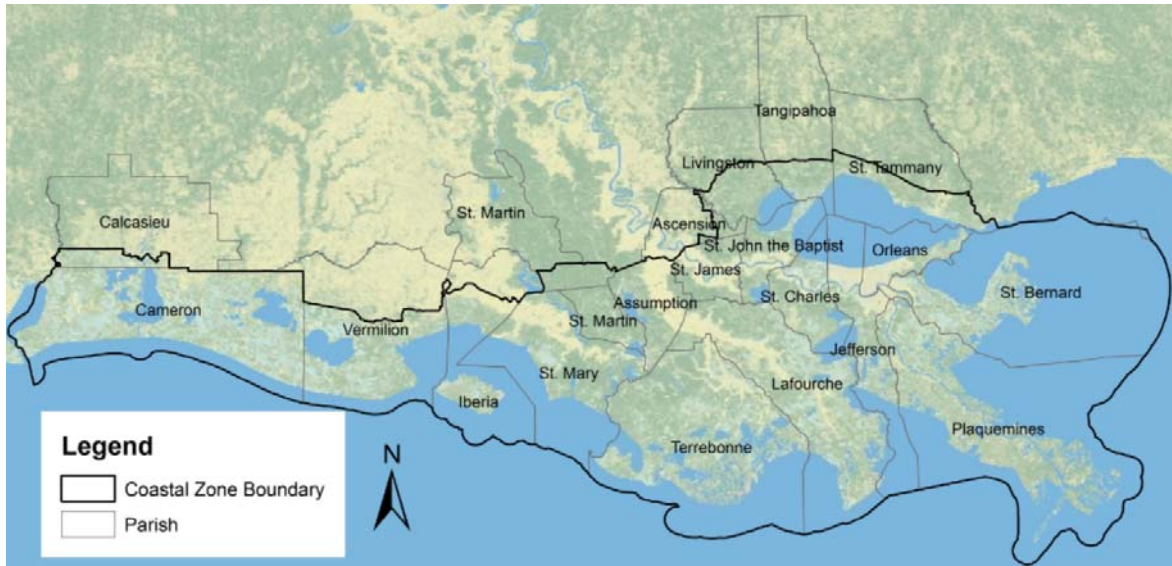 Tangipahoa
Livingston
St. Tammany
Calcasieu
St. Martin
Ascension
St. John the Baptist
Orleans
St. James
Cameron
Assumption
St. Charles
St. Bernard
Vermilion
St. Martin
Jefferson
St. Mary
Lafourche
Iberia
Plaquemines
Terrebonne
Legend
Coastal Zone Boundary
Parish
N